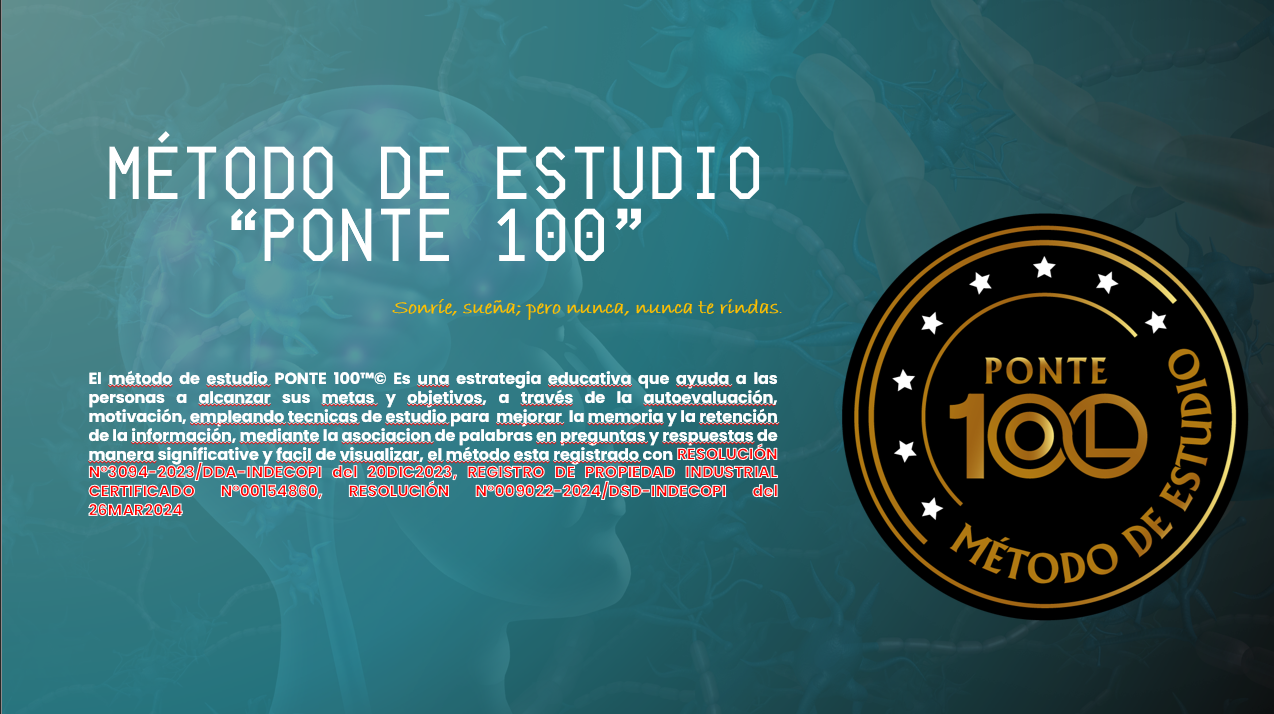 MÉTODO DE ESTUDIO
“PONTE 100”
Sonríe, sueña; pero nunca, nunca te rindas.
El método de estudio PONTE 100™© Es una estrategia educativa que ayuda a las
personas a alcanzar sus metas y objetivos, a través de la autoevaluación,
motivación, empleando tecnicas de estudio para mejorar la memoria y la retención
de la información, mediante la asociacion de palabras en preguntas y respuestas de
manera significative y facil de visualizar, el método esta registrado con RESOLUCIÓN
N°3094-2023/DDA-INDECOPI del 20DIC2023, REGISTRO DE PROPIEDAD INDUSTRIAL
CERTIFICADO N°00154860, RESOLUCIÓN N°009022-2024/DSD-INDECOPI del
26MAR2024
PONTE
100
MÉTODO DE ESTUDIO